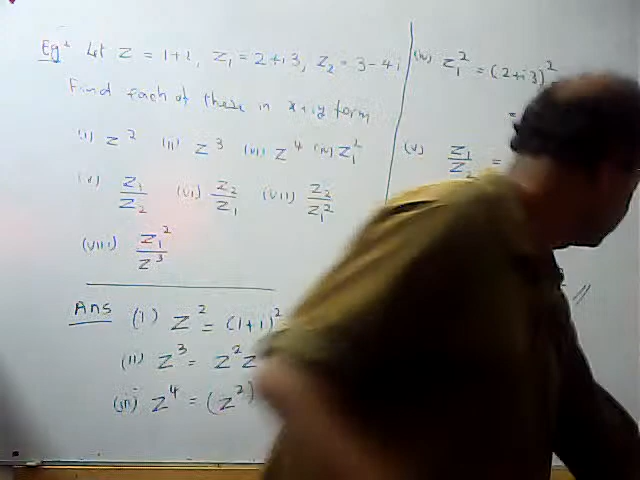 Eg: Let z = 1+i, z₁ = 2+i3, z₂ = 3-4i
Find each of these in x+iy form
(i) z² (ii) z³ (iii) z⁴ (iv) z₁²
(v) z₁/z₂ (vi) z₂/z₁ (vii) z₂/z₁²
(viii) z₁²/z³
Ans (i) z² = (1+i)²
(ii) z³ = z²z
(iii) z⁴ = (z²)
(iv) z₁² = (2+i3)²
=
(v) z₁/z₂ =